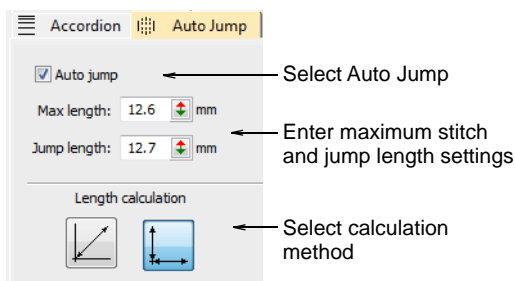 Accordion Auto Jump
Auto jump
Select Auto Jump
Max length: 12.6 mm
Enter maximum stitch
and jump length settings
Jump length: 12.7 mm
Length calculation
Select calculation
method